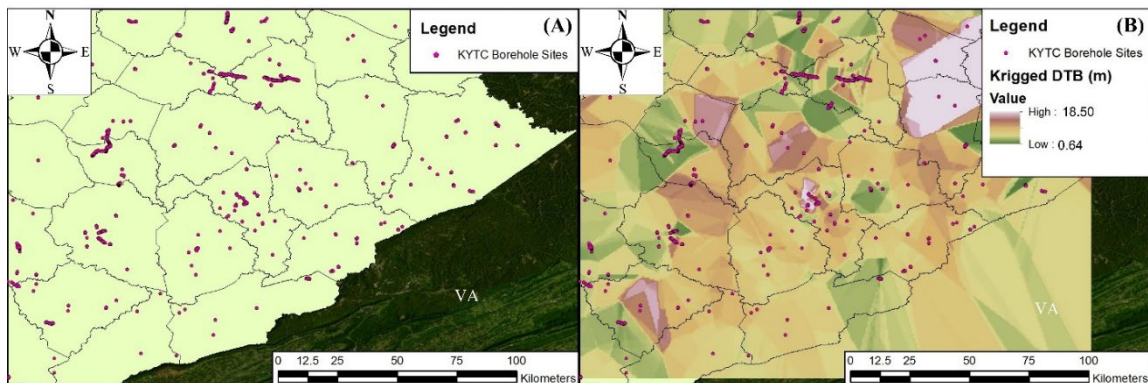 N
W E
S
Legend (A)
KYTC Borehole Sites
VA
0 12.5 25 50 75 100
Kilometers
N
W E
S
Legend (B)
KYTC Borehole Sites
Krigged DTB (m)
Value
High : 18.50
Low : 0.64
VA
0 12.5 25 50 75 100
Kilometers